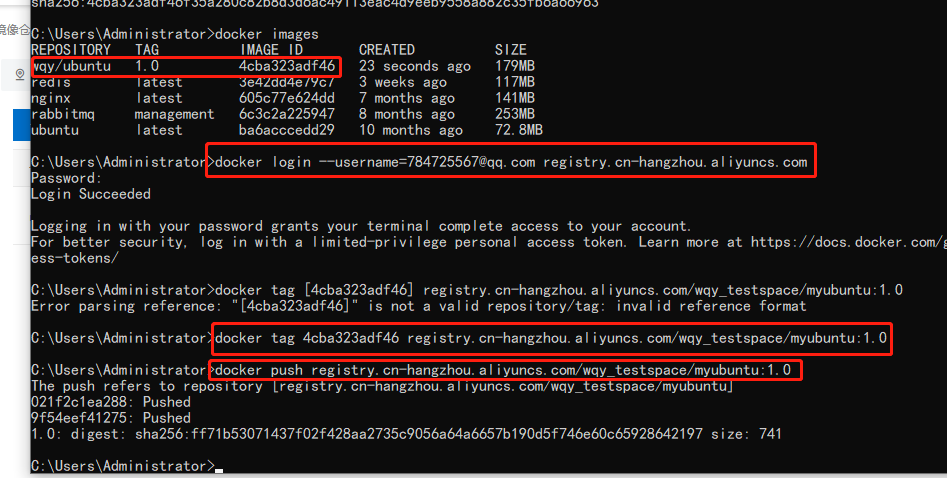 镜像仓
C:\Users\Administrator>docker images
REPOSITORY TAG IMAGE ID CREATED SIZE
wqy/ubuntu 1.0 4cba323adf46 23 seconds ago 179MB
redis latest 3e42dd4e79c7 3 weeks ago 117MB
nginx latest 605c77e624dd 7 months ago 141MB
rabbitmq management 6c3c2a225947 8 months ago 253MB
ubuntu latest ba6acccedd29 10 months ago 72.8MB
C:\Users\Administrator>docker login --username=784725567@qq.com registry.cn-hangzhou.aliyuncs.com
Password:
Login Succeeded
Logging in with your password grants your terminal complete access to your account.
For better security, log in with a limited-privilege personal access token. Learn more at https://docs.docker.com/g
ess-tokens/
C:\Users\Administrator>docker tag [4cba323adf46] registry.cn-hangzhou.aliyuncs.com/wqy_testspace/myubuntu:1.0
Error parsing reference: "[4cba323adf46]" is not a valid repository/tag: invalid reference format
C:\Users\Administrator>docker tag 4cba323adf46 registry.cn-hangzhou.aliyuncs.com/wqy_testspace/myubuntu:1.0
C:\Users\Administrator>docker push registry.cn-hangzhou.aliyuncs.com/wqy_testspace/myubuntu:1.0
The push refers to repository [registry.cn-hangzhou.aliyuncs.com/wqy_testspace/myubuntu]
021f2c1ea288: Pushed
9f54eef41275: Pushed
1.0: digest: sha256:ff71b53071437f02f428aa2735c9056a64a6657b190d5f746e60c65928642197 size: 741
C:\Users\Administrator>